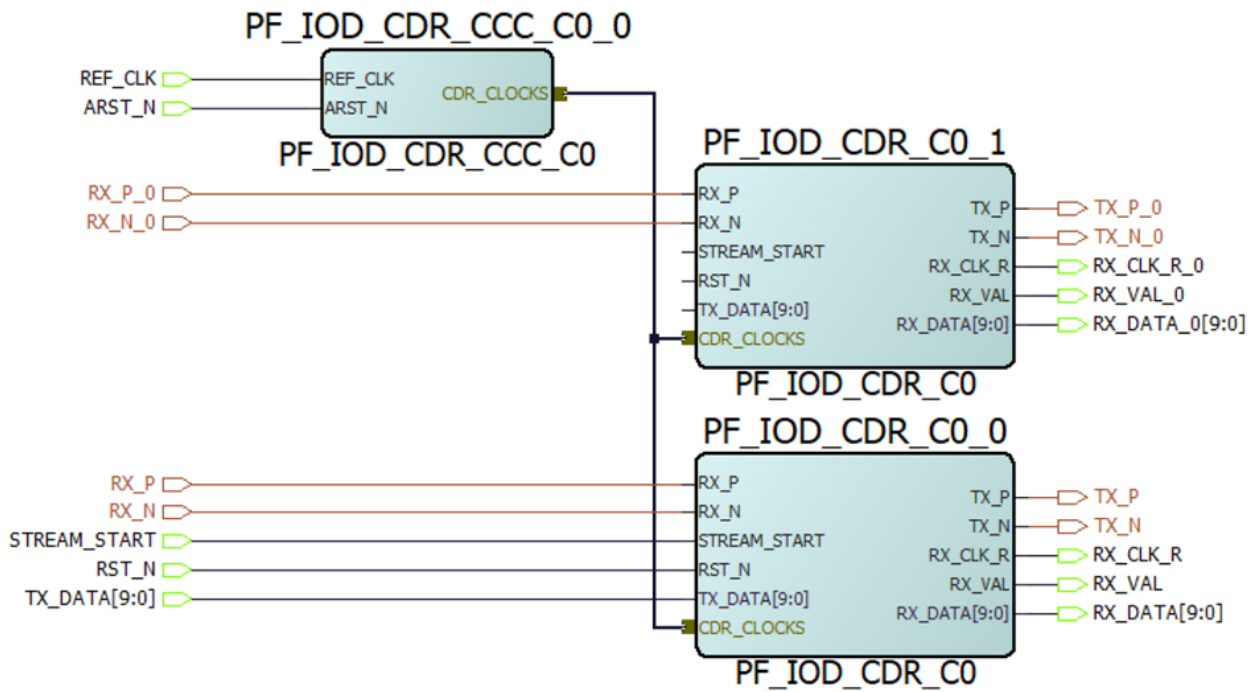 PF_IOD_CDR_CCC_C0_0
REF_CLK
REF_CLK
CDR_CLOCKS
ARST_N
ARST_N
PF_IOD_CDR_CCC_C0
PF_IOD_CDR_C0_1
RX_P_0
RX_P
TX_P
TX_P_0
RX_N_0
RX_N
TX_N
TX_N_0
STREAM_START
RX_CLK_R
RX_CLK_R_0
RST_N
RX_VAL
RX_VAL_0
TX_DATA[9:0]
RX_DATA[9:0]
RX_DATA_0[9:0]
CDR_CLOCKS
PF_IOD_CDR_C0
PF_IOD_CDR_C0_0
RX_P
RX_P
TX_P
TX_P
RX_N
RX_N
TX_N
TX_N
STREAM_START
STREAM_START
RX_CLK_R
RX_CLK_R
RST_N
RST_N
RX_VAL
RX_VAL
TX_DATA[9:0]
TX_DATA[9:0]
RX_DATA[9:0]
RX_DATA[9:0]
CDR_CLOCKS
PF_IOD_CDR_C0